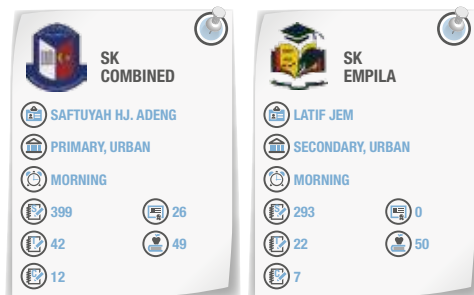 SK
COMBINED
SAFTUYAH HJ. ADENG
PRIMARY, URBAN
MORNING
399 26
42 49
12
SK
EMPILA
LATIF JEM
SECONDARY, URBAN
MORNING
293 0
22 50
7